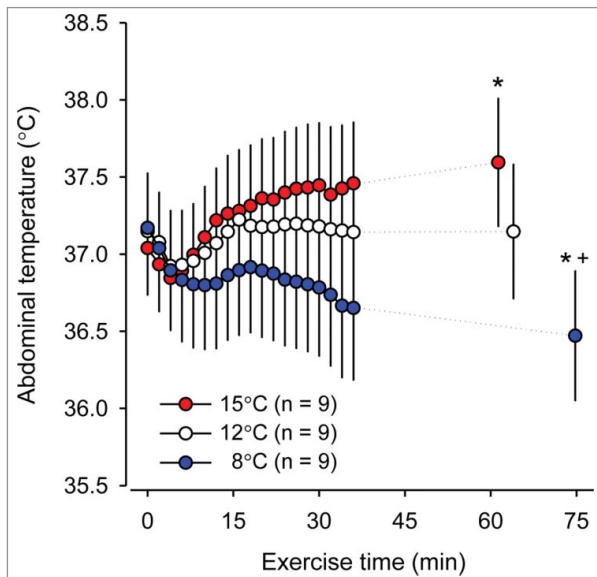 38.5
38.0
37.5
37.0
36.5
36.0
35.5
Abdominal temperature (°C)
*
* +
15°C (n = 9)
12°C (n = 9)
8°C (n = 9)
0 15 30 45 60 75
Exercise time (min)